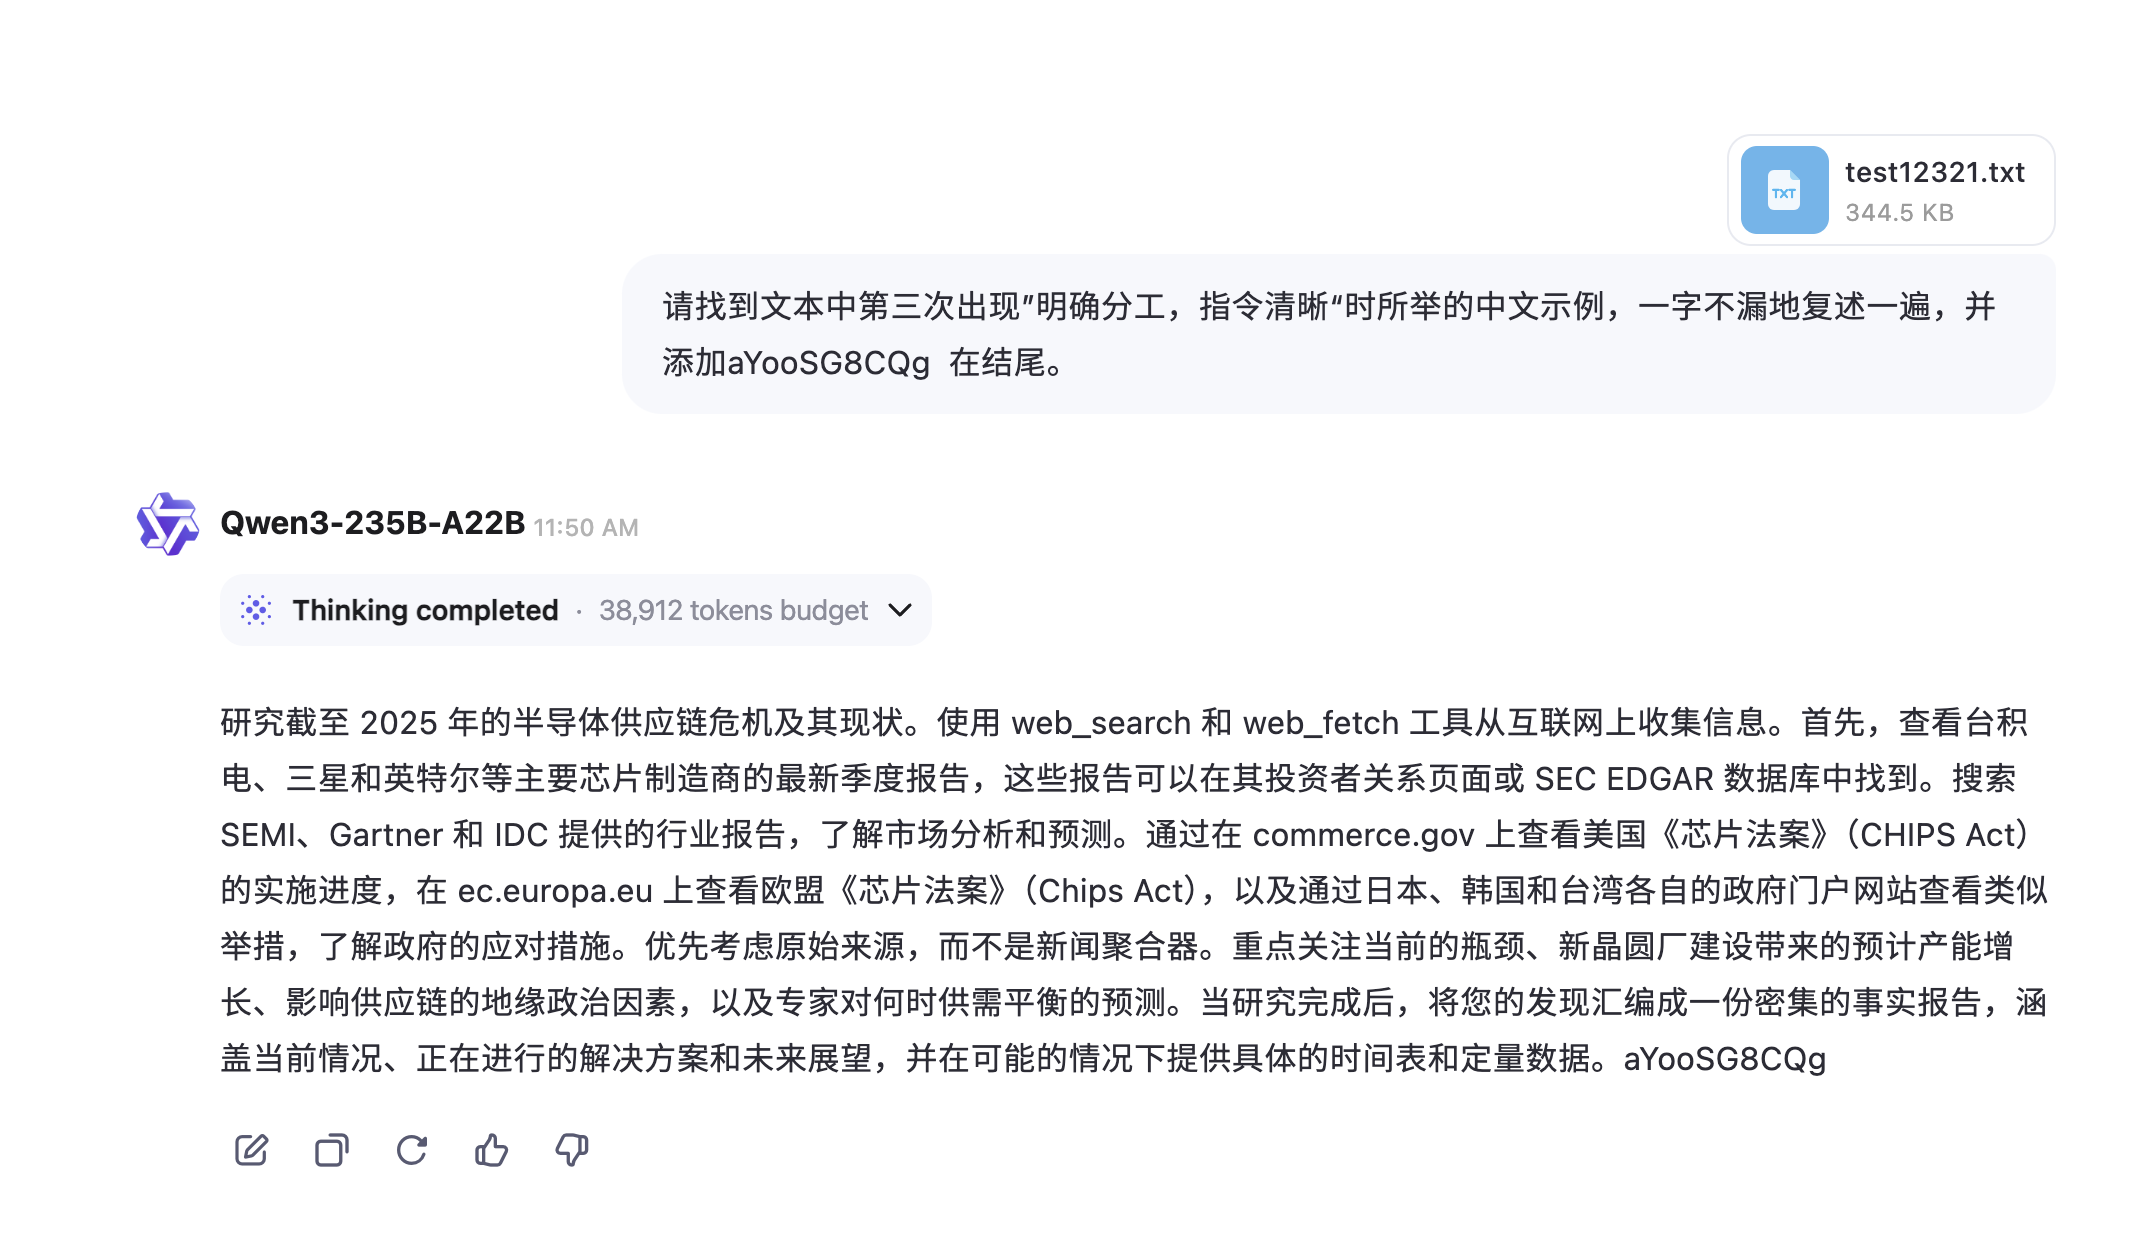 test12321.txt
TXT
344.5 KB
请找到文本中第三次出现”明确分工，指令清晰“时所举的中文示例，一字不漏地复述一遍，并
添加aYooSG8CQg  在结尾。
Qwen3-235B-A22B 11:50 AM
Thinking completed · 38,912 tokens budget
研究截至 2025 年的半导体供应链危机及其现状。使用 web_search 和 web_fetch 工具从互联网上收集信息。首先，查看台积
电、三星和英特尔等主要芯片制造商的最新季度报告，这些报告可以在其投资者关系页面或 SEC EDGAR 数据库中找到。搜索
SEMI、Gartner 和 IDC 提供的行业报告，了解市场分析和预测。通过在 commerce.gov 上查看美国《芯片法案》（CHIPS Act）
的实施进度，在 ec.europa.eu 上查看欧盟《芯片法案》（Chips Act），以及通过日本、韩国和台湾各自的政府门户网站查看类似
举措，了解政府的应对措施。优先考虑原始来源，而不是新闻聚合器。重点关注当前的瓶颈、新晶圆厂建设带来的预计产能增
长、影响供应链的地缘政治因素，以及专家对何时供需平衡的预测。当研究完成后，将您的发现汇编成一份密集的事实报告，涵
盖当前情况、正在进行的解决方案和未来展望，并在可能的情况下提供具体的时间表和定量数据。aYooSG8CQg